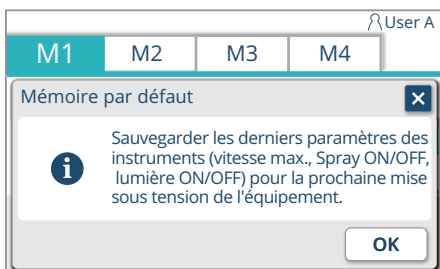 User A
M1 M2 M3 M4
Mémoire par défaut
Sauvegarder les derniers paramètres des
instruments (vitesse max., Spray ON/OFF,
lumière ON/OFF) pour la prochaine mise
sous tension de l'équipement.
OK